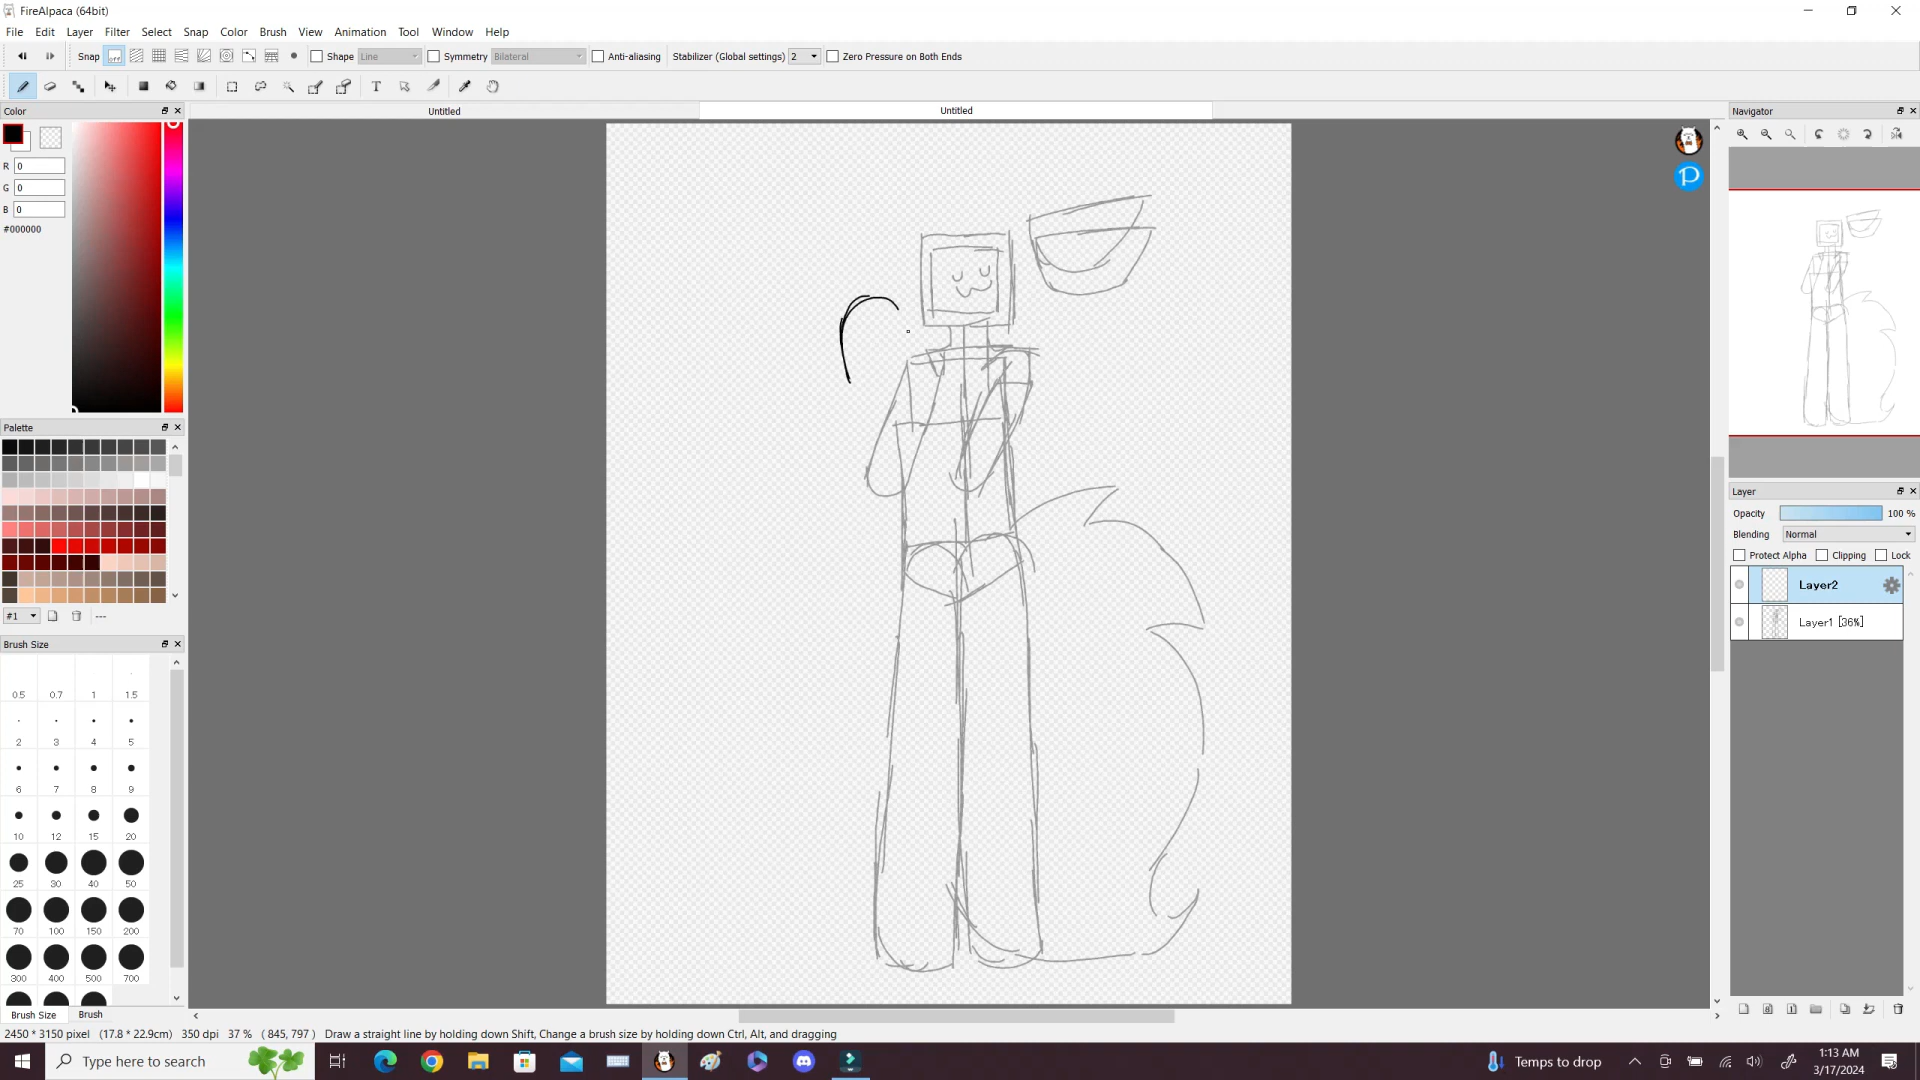 FireAlpaca (64bit)
File Edit Layer Filter Select Snap Color Brush View Animation Tool Window Help
Snap off Shape Line Symmetry Bilateral Anti-aliasing Stabilizer (Global settings) 2 Zero Pressure on Both Ends
T
Untitled Untitled
Color
R 0
G 0
B 0
#000000
Palette
#1 ---
Brush Size
0.5 0.7 1 1.5
2 3 4 5
6 7 8 9
10 12 15 20
25 30 40 50
70 100 150 200
300 400 500 700
Brush Size Brush
Navigator
Layer
Opacity 100 %
Blending Normal
Protect Alpha Clipping Lock
Layer2
Layer1 [36%]
2450 * 3150 pixel (17.8 * 22.9cm) 350 dpi 37 % ( 845, 797 ) Draw a straight line by holding down Shift, Change a brush size by holding down Ctrl, Alt, and dragging
Type here to search
Temps to drop
1:13 AM
3/17/2024